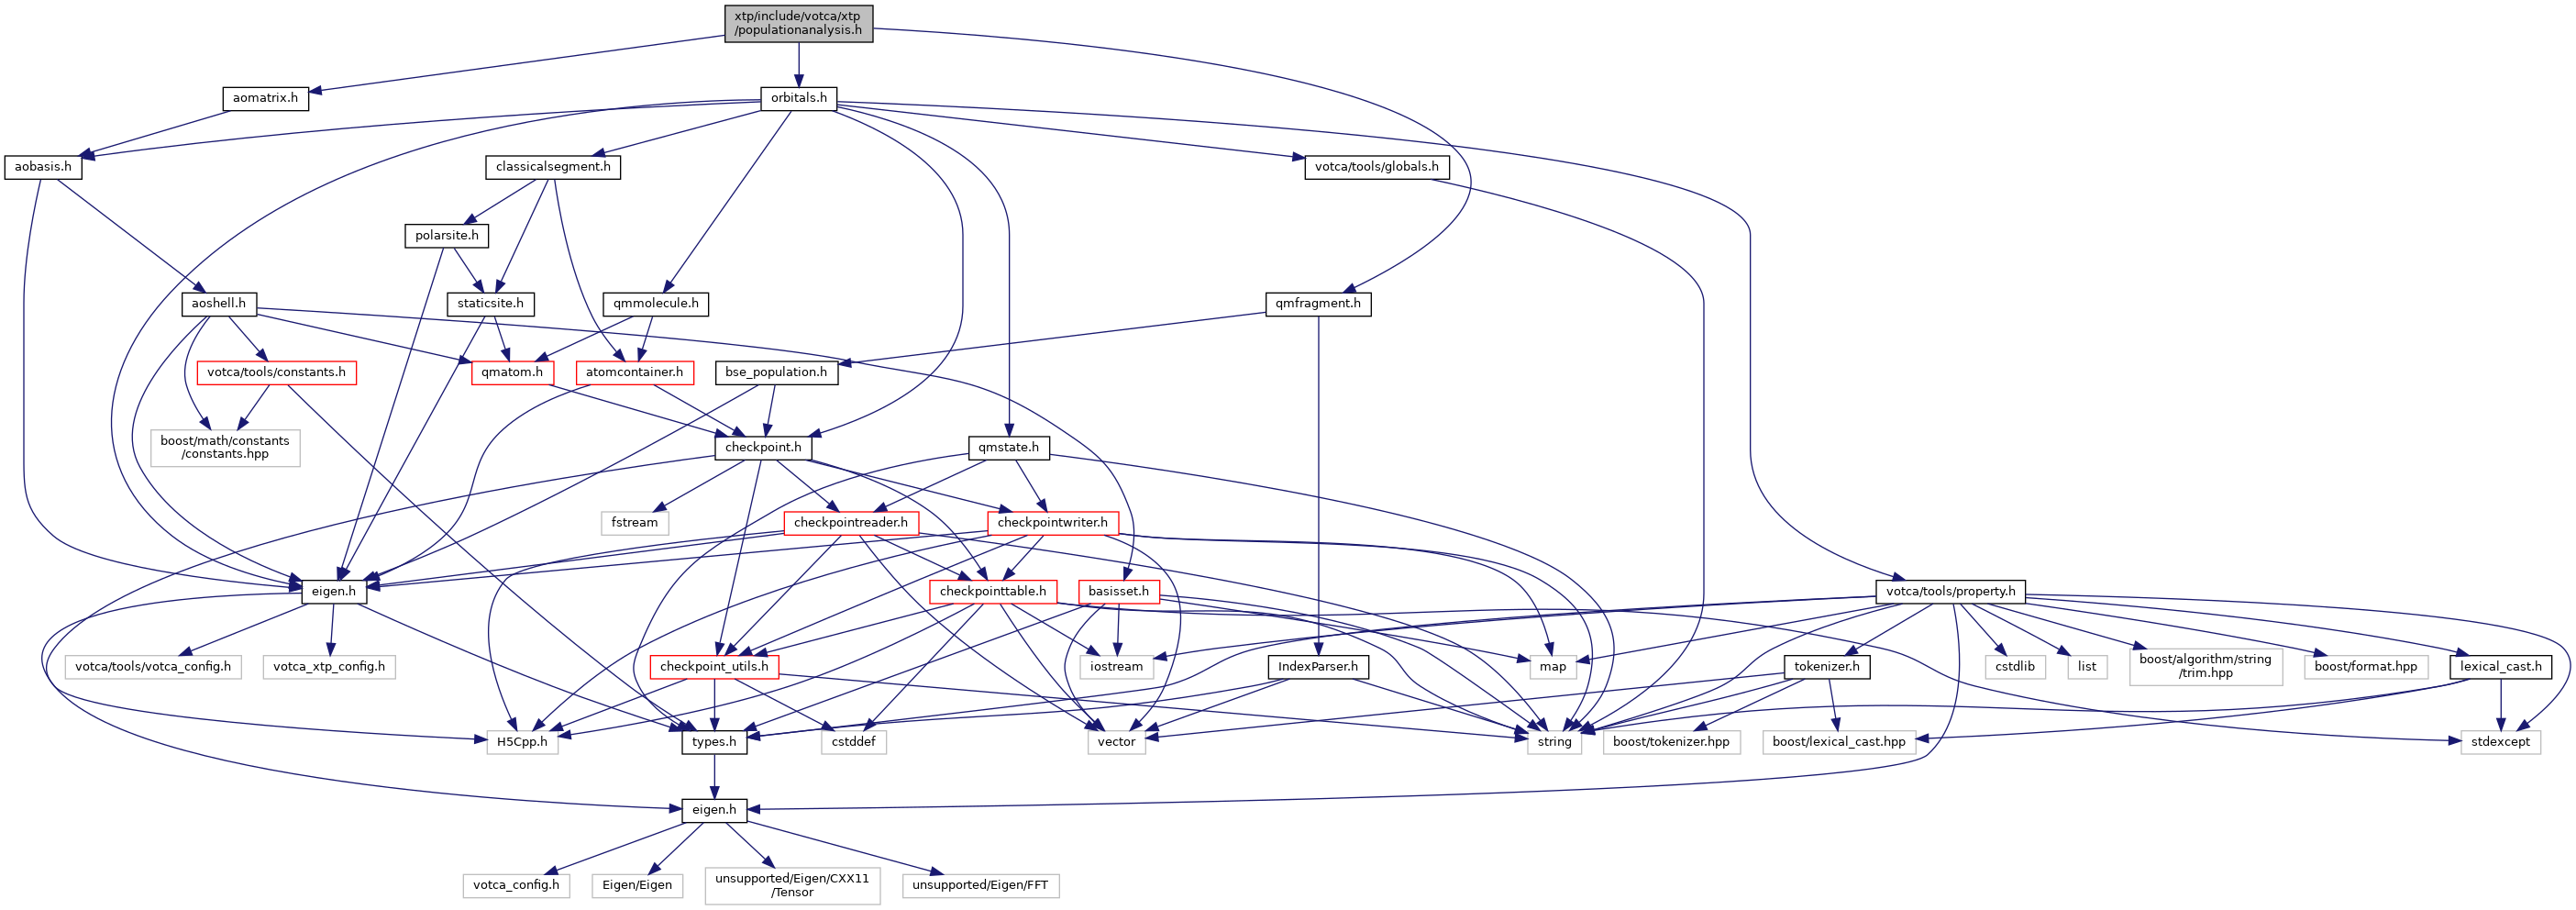 xtp/include/votca/xtp
/populationanalysis.h
aomatrix.h
orbitals.h
aobasis.h
classicalsegment.h
votca/tools/globals.h
polarsite.h
aoshell.h
staticsite.h
qmmolecule.h
qmfragment.h
votca/tools/constants.h
qmatom.h
atomcontainer.h
bse_population.h
boost/math/constants
/constants.hpp
checkpoint.h
qmstate.h
fstream
checkpointreader.h
checkpointwriter.h
eigen.h
checkpointtable.h
basisset.h
votca/tools/property.h
votca/tools/votca_config.h
votca_xtp_config.h
checkpoint_utils.h
iostream
IndexParser.h
map
tokenizer.h
cstdlib
list
boost/algorithm/string
/trim.hpp
boost/format.hpp
lexical_cast.h
H5Cpp.h
types.h
cstddef
vector
string
boost/tokenizer.hpp
boost/lexical_cast.hpp
stdexcept
eigen.h
votca_config.h
Eigen/Eigen
unsupported/Eigen/CXX11
/Tensor
unsupported/Eigen/FFT